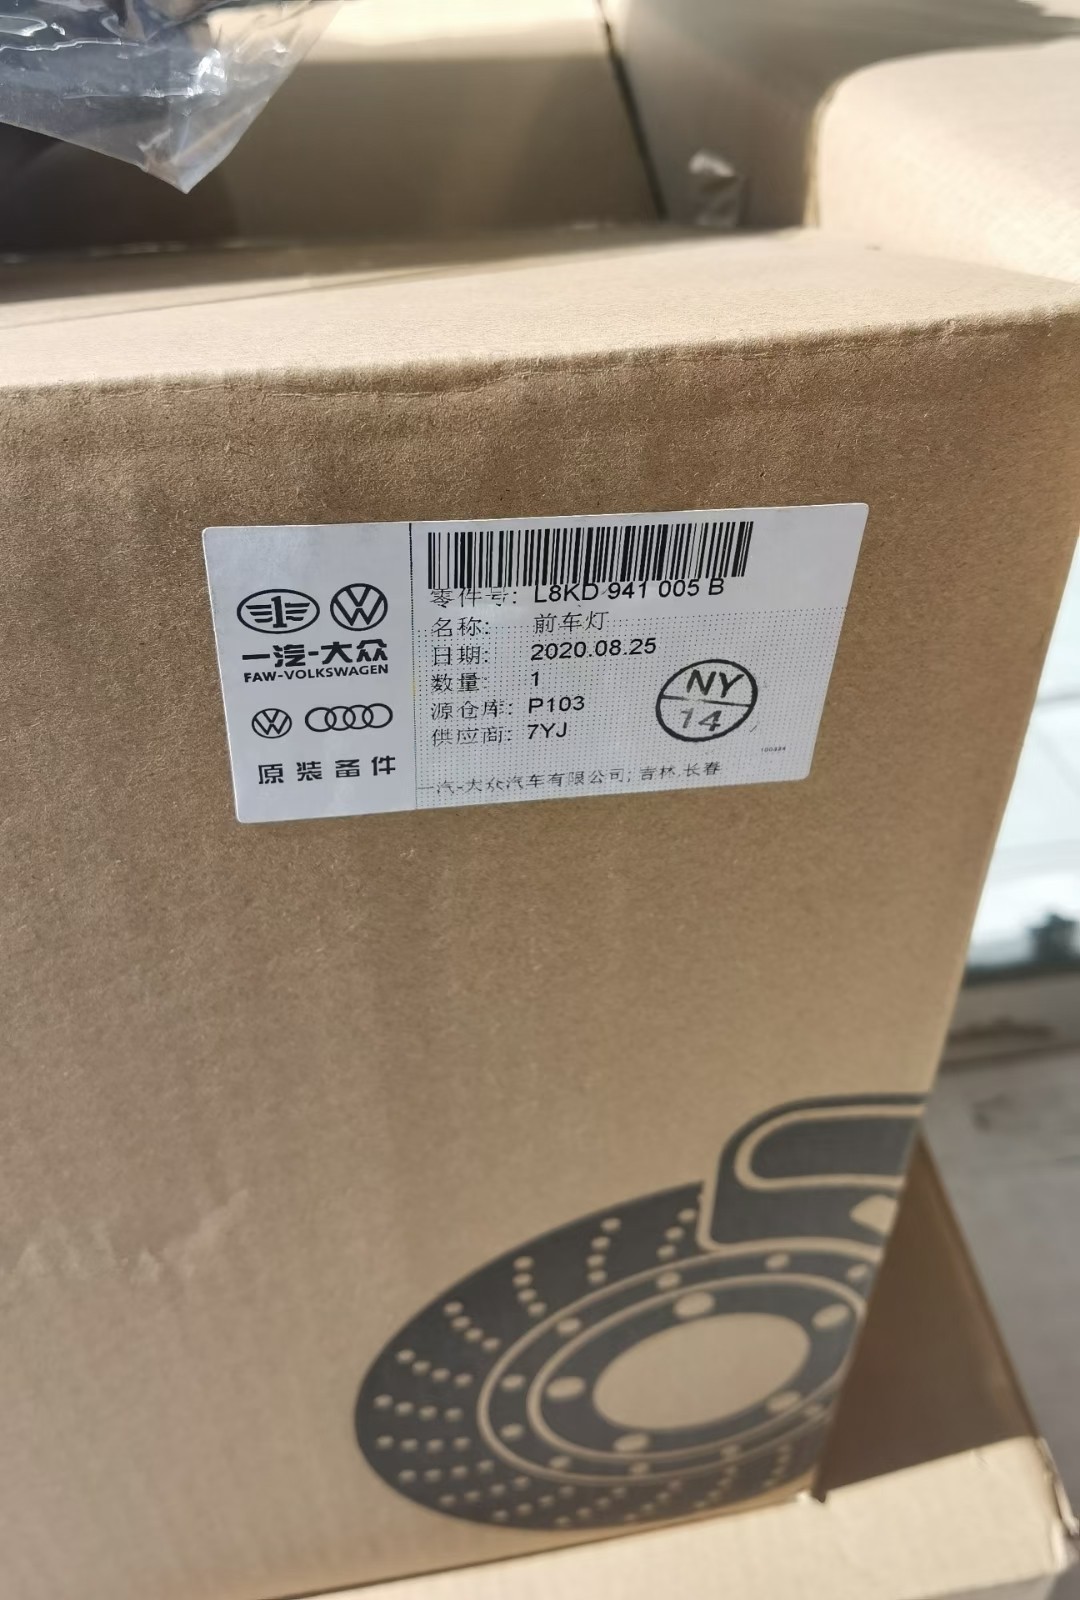 一汽-大众
FAW-VOLKSWAGEN
原装备件
零件号: L8KD 941 005 B
名称: 前车灯
日期: 2020.08.25
数量: 1
源仓库: P103
供应商: 7YJ
NY
14
一汽-大众汽车有限公司; 吉林.长春